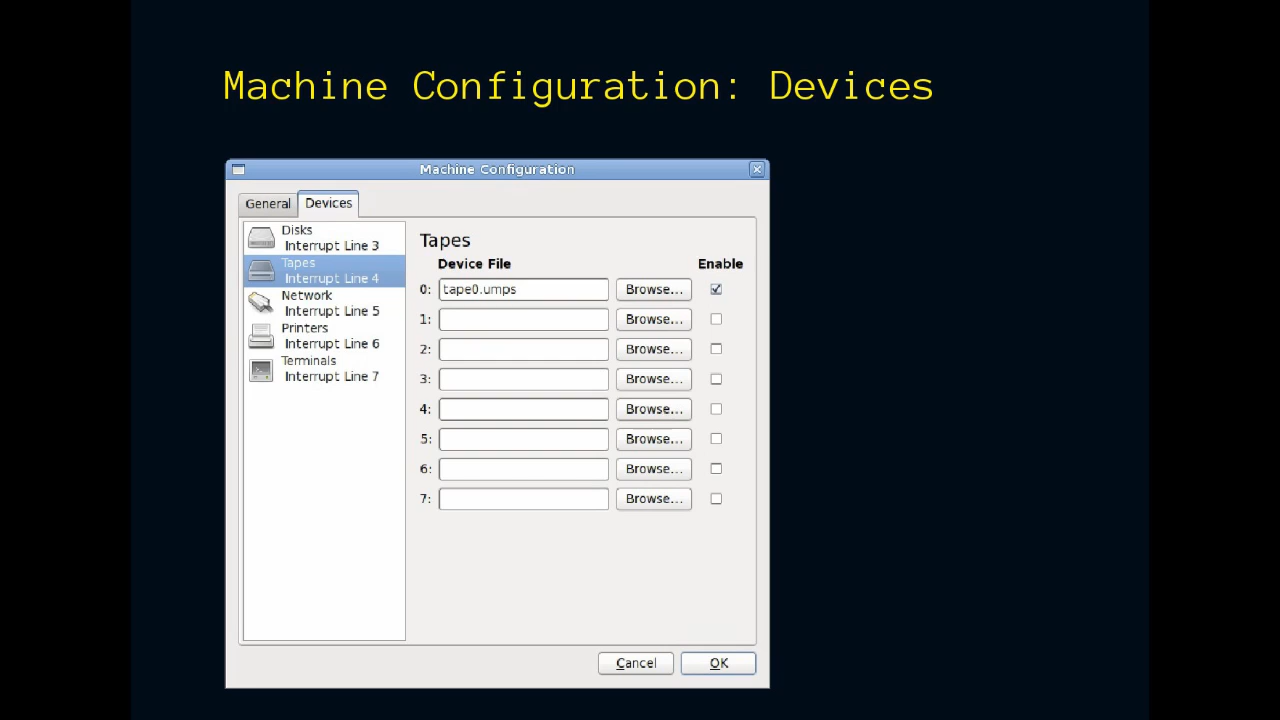 Machine Configuration: Devices
Machine Configuration
General Devices
Disks
Interrupt Line 3
Tapes
Interrupt Line 4
Network
Interrupt Line 5
Printers
Interrupt Line 6
Terminals
Interrupt Line 7
Tapes
Device File Enable
0: tape0.umps Browse...
1: Browse...
2: Browse...
3: Browse...
4: Browse...
5: Browse...
6: Browse...
7: Browse...
Cancel OK